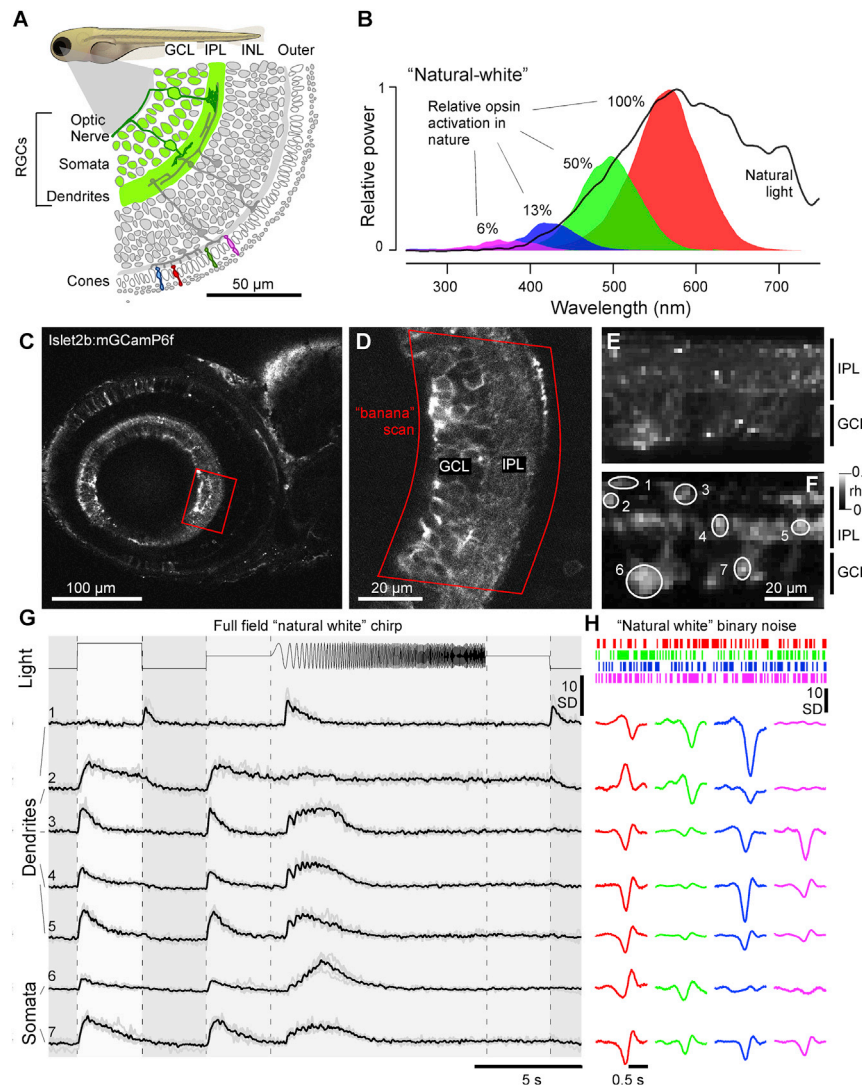 A
GCL IPL INL Outer
Optic
Nerve
RGCs
Somata
Dendrites
Cones
50 µm
B
"Natural-white"
Relative opsin
activation in
nature
100%
50%
13%
6%
Natural
light
Relative power
1
0
300 400 500 600 700
Wavelength (nm)
C
Islet2b:mGCamP6f
100 µm
D
"banana"
scan
GCL
IPL
20 µm
E
IPL
GCL
F
0.
rh
0
1
2
3
4
5
6
7
IPL
GCL
20 µm
G
Full field "natural white" chirp
Light
10
SD
Dendrites
Somata
1
2
3
4
5
6
7
5 s
H
"Natural white" binary noise
10
SD
0.5 s